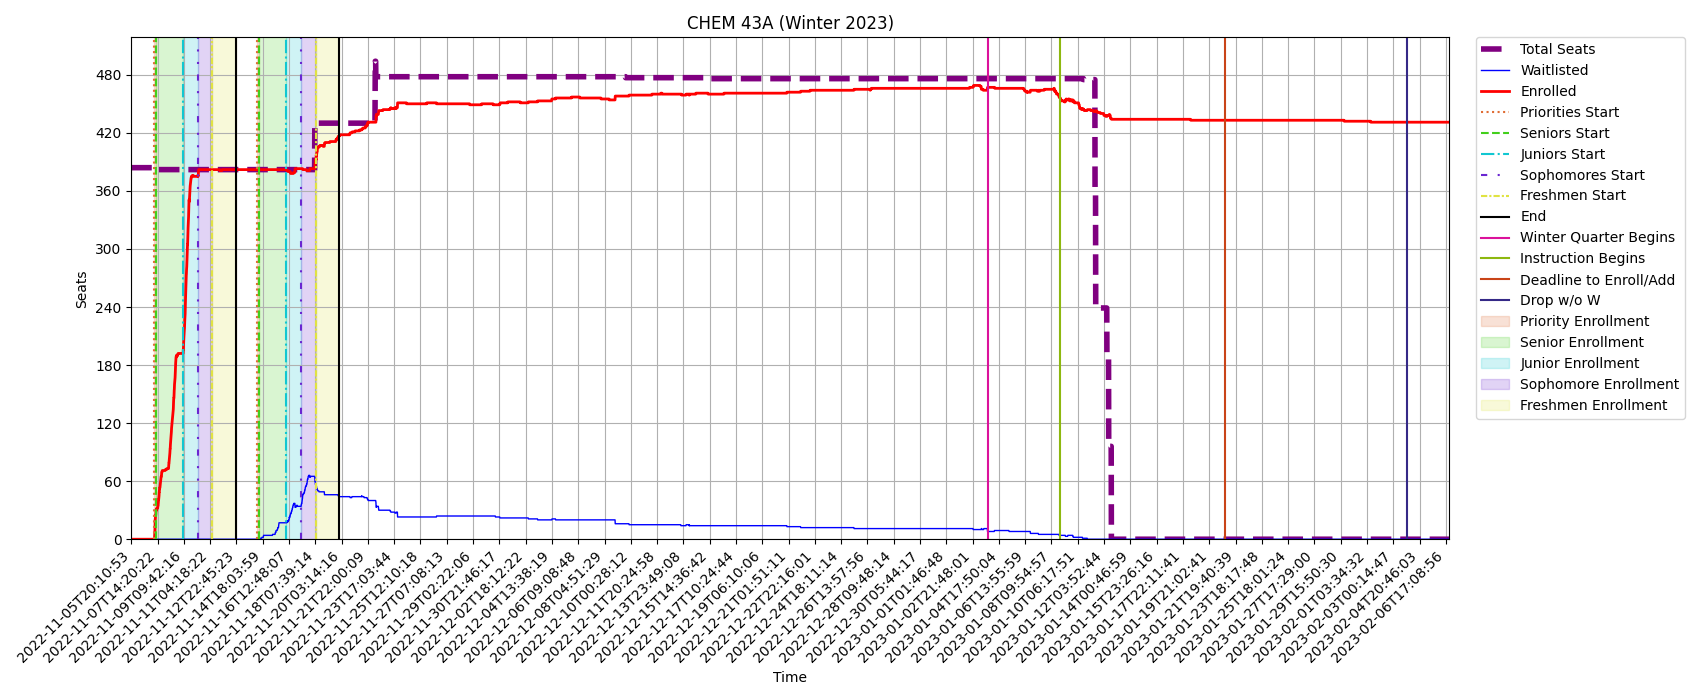 CHEM 43A (Winter 2023)
Seats
480
420
360
300
240
180
120
60
0
2022-11-05T20:10:53
2022-11-07T14:20:22
2022-11-09T09:42:16
2022-11-11T04:18:22
2022-11-12T22:45:23
2022-11-14T18:03:59
2022-11-16T12:48:07
2022-11-18T07:39:14
2022-11-20T03:14:16
2022-11-21T22:00:09
2022-11-23T17:03:44
2022-11-25T12:10:18
2022-11-27T07:08:13
2022-11-29T02:22:06
2022-11-30T21:46:17
2022-12-02T18:12:22
2022-12-04T13:38:19
2022-12-06T09:08:48
2022-12-08T04:51:29
2022-12-10T00:28:12
2022-12-11T20:24:58
2022-12-13T23:49:08
2022-12-15T14:36:42
2022-12-17T10:24:44
2022-12-19T06:10:06
2022-12-21T01:51:11
2022-12-22T22:16:01
2022-12-24T18:11:14
2022-12-26T13:57:56
2022-12-28T09:48:14
2022-12-30T05:44:17
2023-01-01T01:46:48
2023-01-02T21:48:01
2023-01-04T17:50:04
2023-01-06T13:55:59
2023-01-08T09:54:57
2023-01-10T06:17:51
2023-01-12T03:52:44
2023-01-14T00:46:59
2023-01-15T23:26:16
2023-01-17T22:11:41
2023-01-19T21:02:41
2023-01-21T19:40:39
2023-01-23T18:17:48
2023-01-25T18:01:24
2023-01-27T17:29:00
2023-01-29T15:50:30
2023-02-01T03:34:32
2023-02-03T00:14:47
2023-02-04T20:46:03
2023-02-06T17:08:56
Time
Total Seats
Waitlisted
Enrolled
Priorities Start
Seniors Start
Juniors Start
Sophomores Start
Freshmen Start
End
Winter Quarter Begins
Instruction Begins
Deadline to Enroll/Add
Drop w/o W
Priority Enrollment
Senior Enrollment
Junior Enrollment
Sophomore Enrollment
Freshmen Enrollment